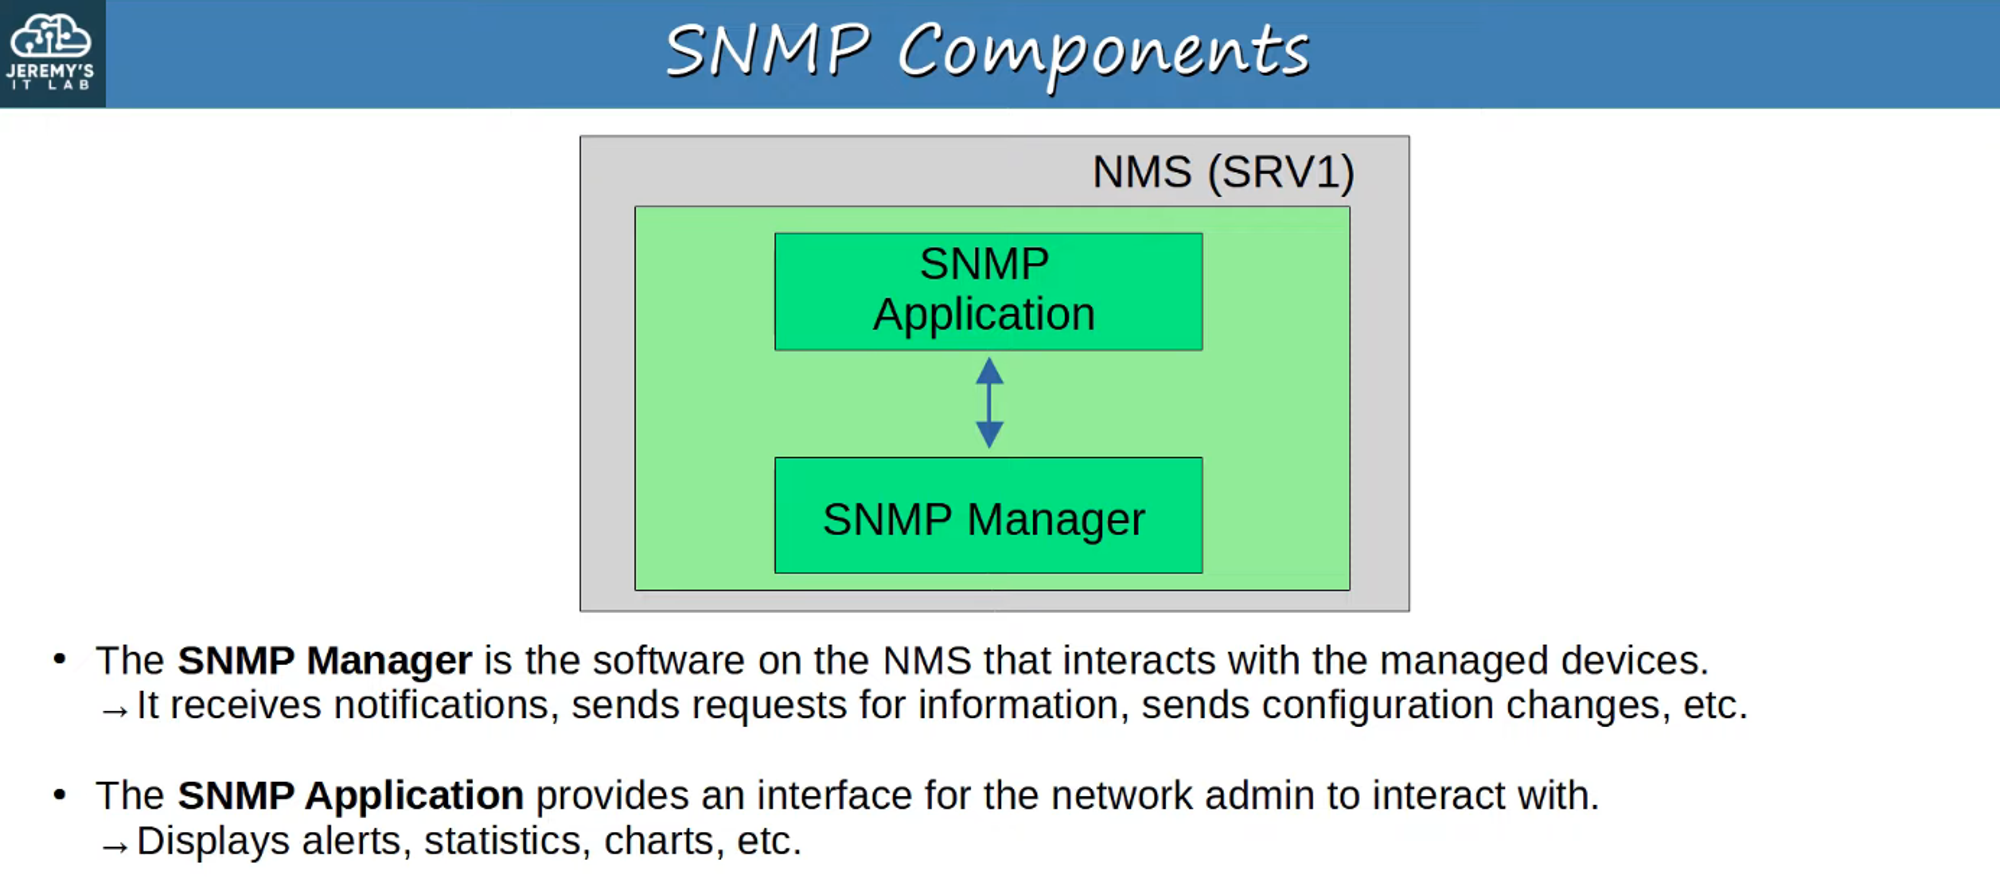 JEREMY'S
IT LAB
SNMP Components
NMS (SRV1)
SNMP
Application
SNMP Manager
• The SNMP Manager is the software on the NMS that interacts with the managed devices.
→It receives notifications, sends requests for information, sends configuration changes, etc.
• The SNMP Application provides an interface for the network admin to interact with.
→Displays alerts, statistics, charts, etc.